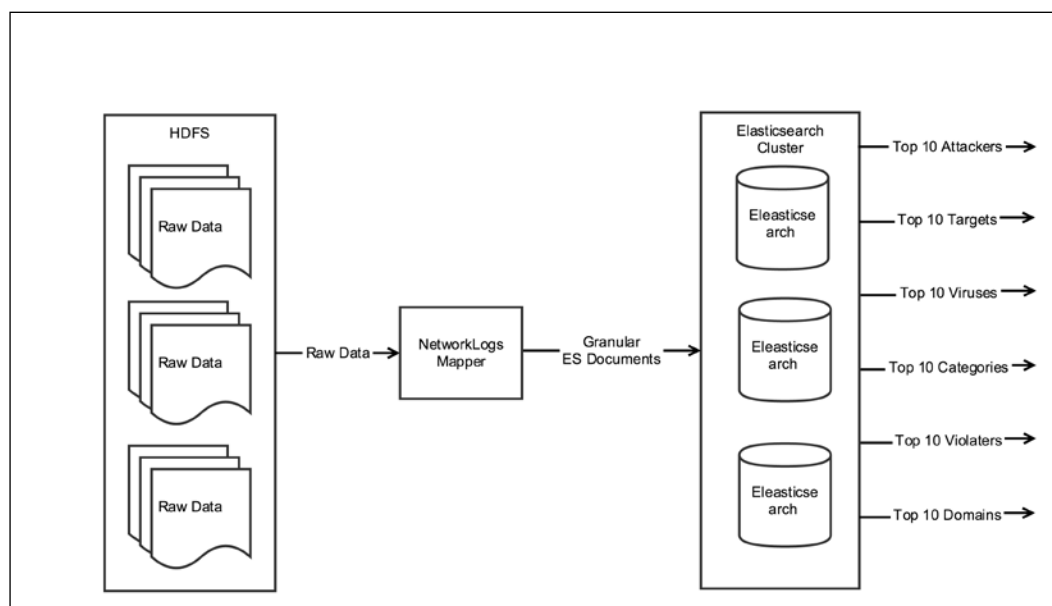 HDFS
Raw Data
Raw Data
Raw Data
Raw Data
NetworkLogs
Mapper
Granular
ES Documents
Elasticsearch
Cluster
Eleasticse
arch
Eleasticse
arch
Eleasticse
arch
Top 10 Attackers
Top 10 Targets
Top 10 Viruses
Top 10 Categories
Top 10 Violaters
Top 10 Domains